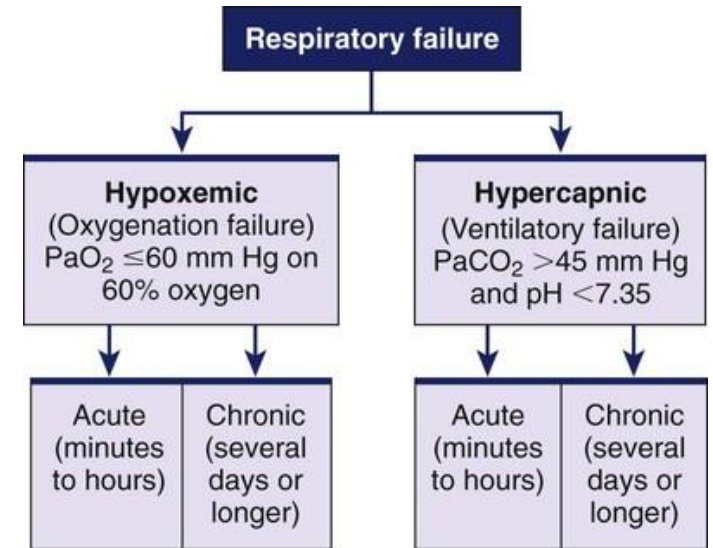 Respiratory failure
Hypoxemic
(Oxygenation failure)
PaO₂ ≤60 mm Hg on
60% oxygen
Hypercapnic
(Ventilatory failure)
PaCO₂ >45 mm Hg
and pH <7.35
Acute
(minutes
to hours)
Chronic
(several
days or
longer)
Acute
(minutes
to hours)
Chronic
(several
days or
longer)